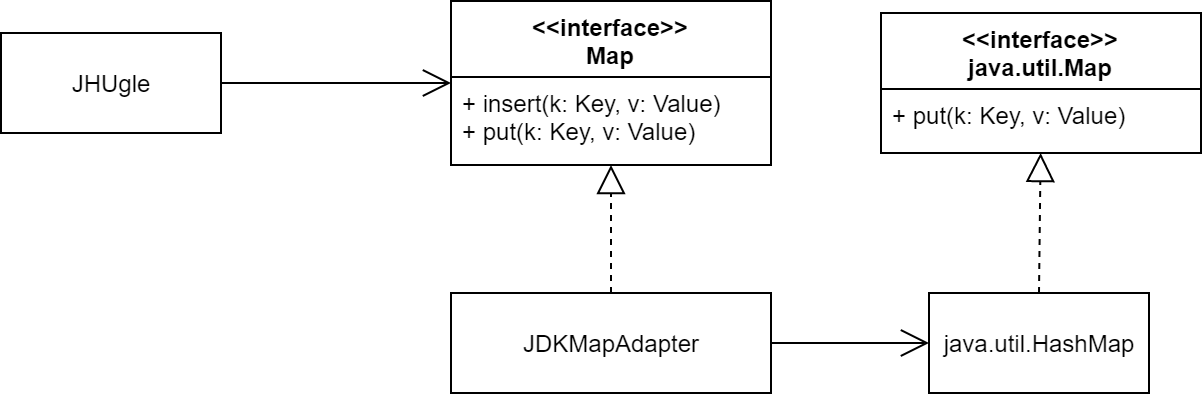 JHUgle
<<interface>>
Map
+ insert(k: Key, v: Value)
+ put(k: Key, v: Value)
<<interface>>
java.util.Map
+ put(k: Key, v: Value)
JDKMapAdapter
java.util.HashMap